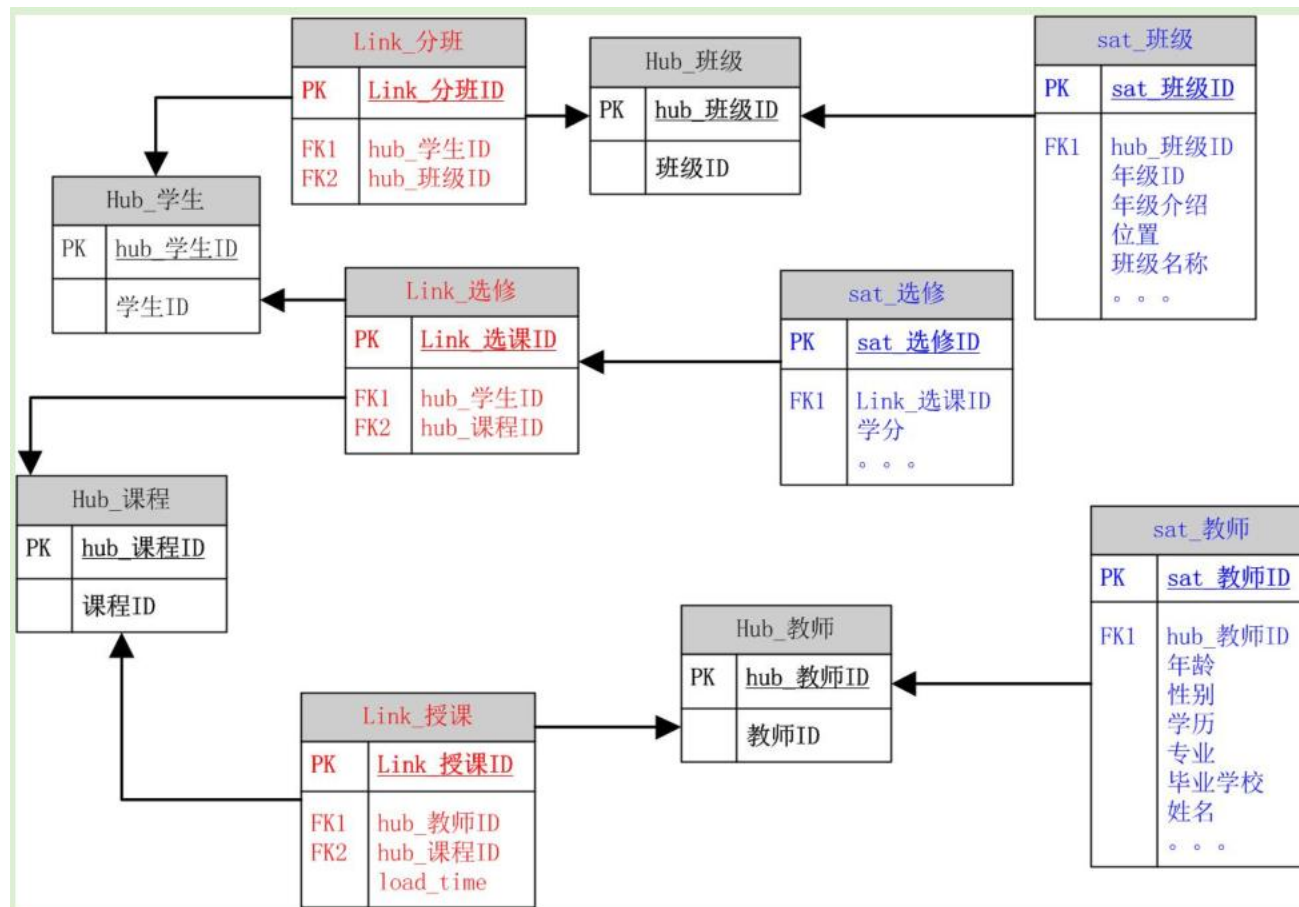 Link_分班
PK Link_分班ID
FK1 hub_学生ID
FK2 hub_班级ID
Hub_班级
PK hub_班级ID
班级ID
sat_班级
PK sat_班级ID
FK1 hub_班级ID
年级ID
年级介绍
位置
班级名称
。。。
Hub_学生
PK hub_学生ID
学生ID
Link_选修
PK Link_选课ID
FK1 hub_学生ID
FK2 hub_课程ID
sat_选修
PK sat_选修ID
FK1 Link_选课ID
学分
。。。
Hub_课程
PK hub_课程ID
课程ID
Link_授课
PK Link_授课ID
FK1 hub_教师ID
FK2 hub_课程ID
load_time
Hub_教师
PK hub_教师ID
教师ID
sat_教师
PK sat_教师ID
FK1 hub_教师ID
年龄
性别
学历
专业
毕业学校
姓名
。。。